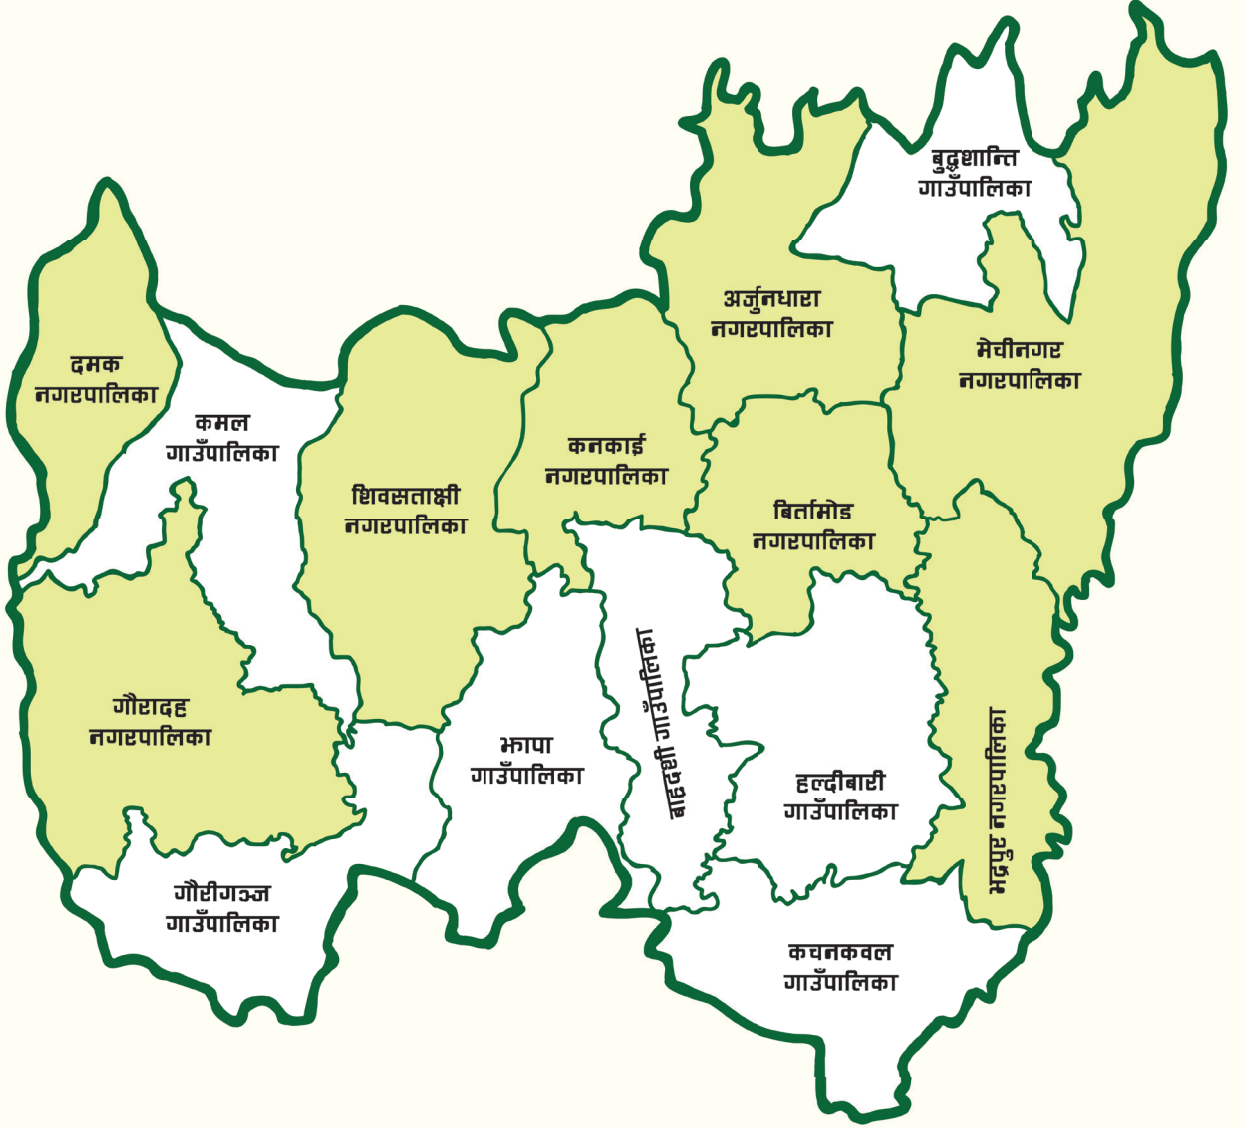 बुद्धशान्ति
गाउँपालिका
अर्जुनधारा
नगरपालिका
मेचीनगर
नगरपालिका
दमक
नगरपालिका
कमल
गाउँपालिका
कनकाई
नगरपालिका
शिवसताक्षी
नगरपालिका
बिर्तामोड
नगरपालिका
गौरादह
नगरपालिका
झापा
गाउँपालिका
बाह्रदशी गाउँपालिका
हल्दीबारी
गाउँपालिका
भद्रपुर नगरपालिका
गौरीगञ्ज
गाउँपालिका
कचनकवल
गाउँपालिका